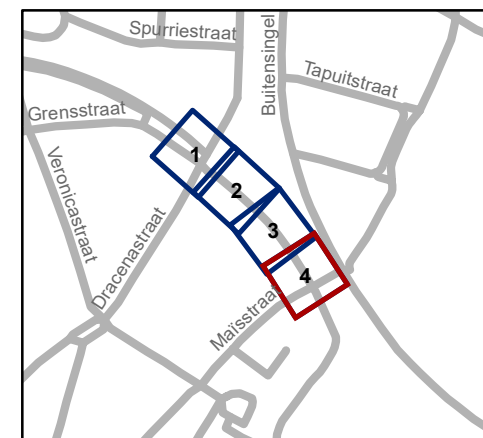 Spurriestraat
Buitensingel
Tapuitstraat
Grensstraat
Veronicastraat
Dracenastraat
Maïsstraat
1
2
3
4